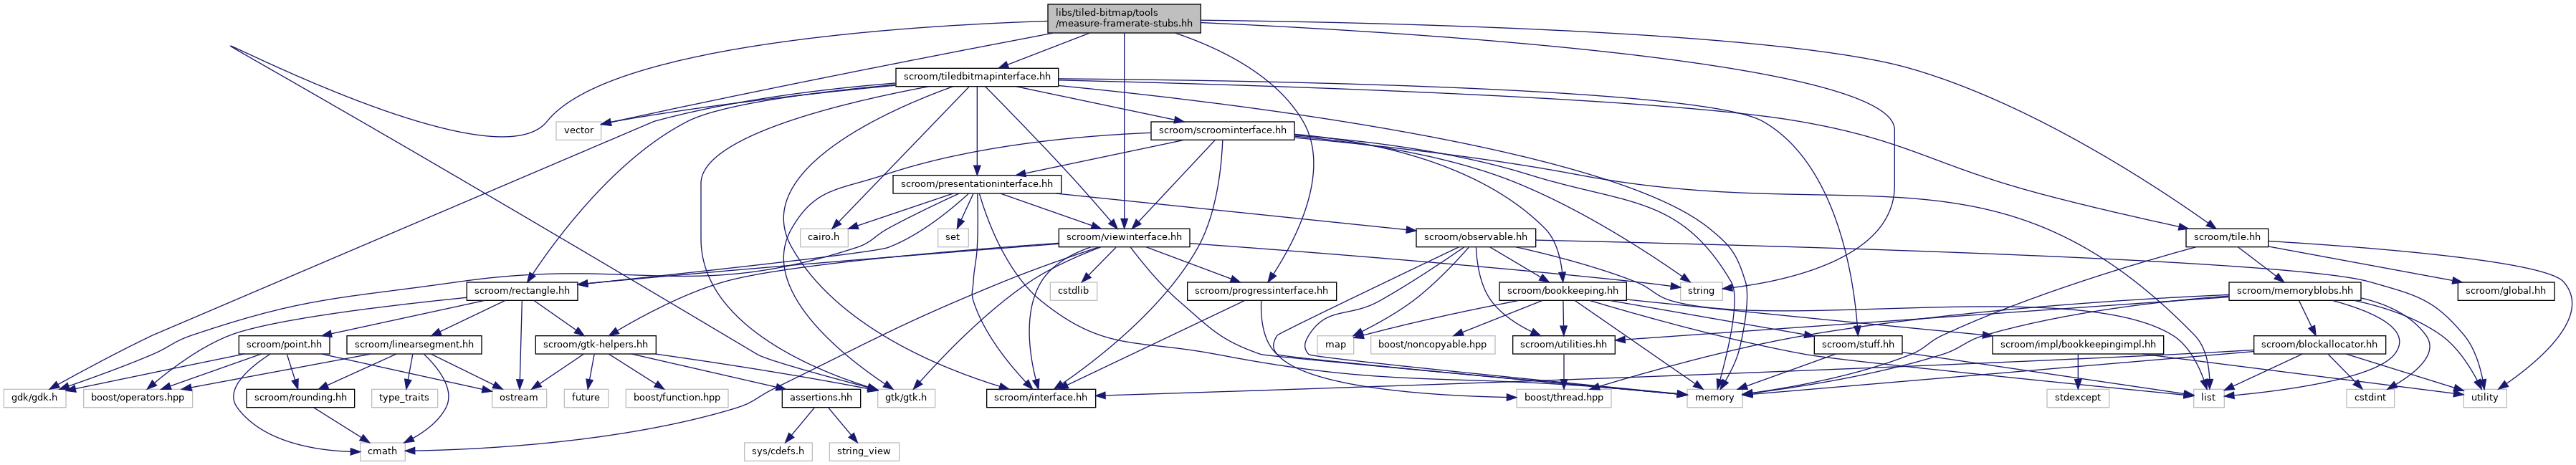 libs/tiled-bitmap/tools
/measure-framerate-stubs.hh
scroom/tiledbitmapinterface.hh
vector
scroom/scroominterface.hh
scroom/presentationinterface.hh
cairo.h
set
scroom/viewinterface.hh
scroom/observable.hh
scroom/tile.hh
scroom/rectangle.hh
cstdlib
scroom/progressinterface.hh
scroom/bookkeeping.hh
string
scroom/memoryblobs.hh
scroom/global.hh
scroom/point.hh
scroom/linearsegment.hh
scroom/gtk-helpers.hh
map
boost/noncopyable.hpp
scroom/utilities.hh
scroom/stuff.hh
scroom/impl/bookkeepingimpl.hh
scroom/blockallocator.hh
gdk/gdk.h
boost/operators.hpp
scroom/rounding.hh
type_traits
ostream
future
boost/function.hpp
assertions.hh
gtk/gtk.h
scroom/interface.hh
boost/thread.hpp
memory
stdexcept
list
cstdint
utility
cmath
sys/cdefs.h
string_view